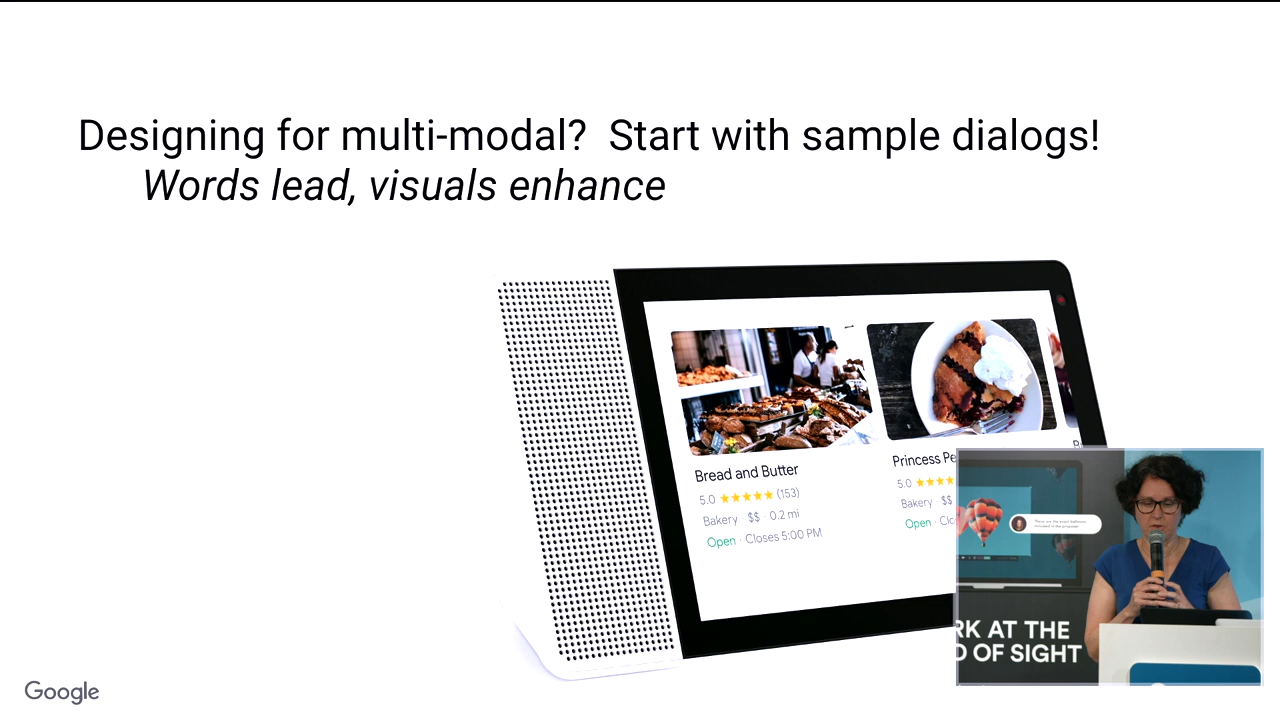 Designing for multi-modal? Start with sample dialogs!
Words lead, visuals enhance
Bread and Butter
5.0 ★★★★★ (153)
Bakery · $$ · 0.2 mi
Open · Closes 5:00 PM
Princess Pe
5.0 ★★★★
Bakery · $$
Open · Clo
RK AT THE
D OF SIGHT
Google